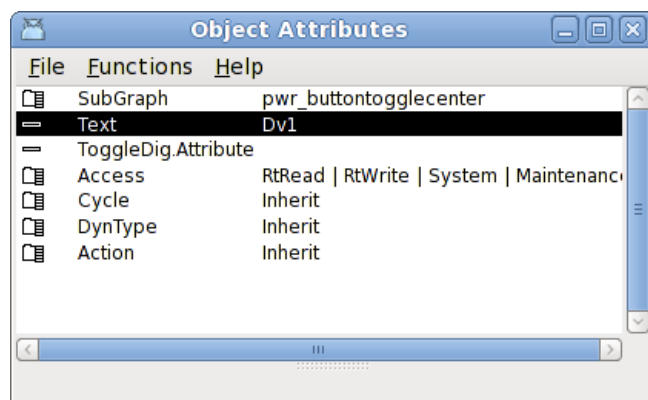 Object Attributes
File Functions Help
SubGraph pwr_buttontogglecenter
Text Dv1
ToggleDig.Attribute
Access RtRead | RtWrite | System |
Cycle Inherit
DynType Inherit
Action Inherit